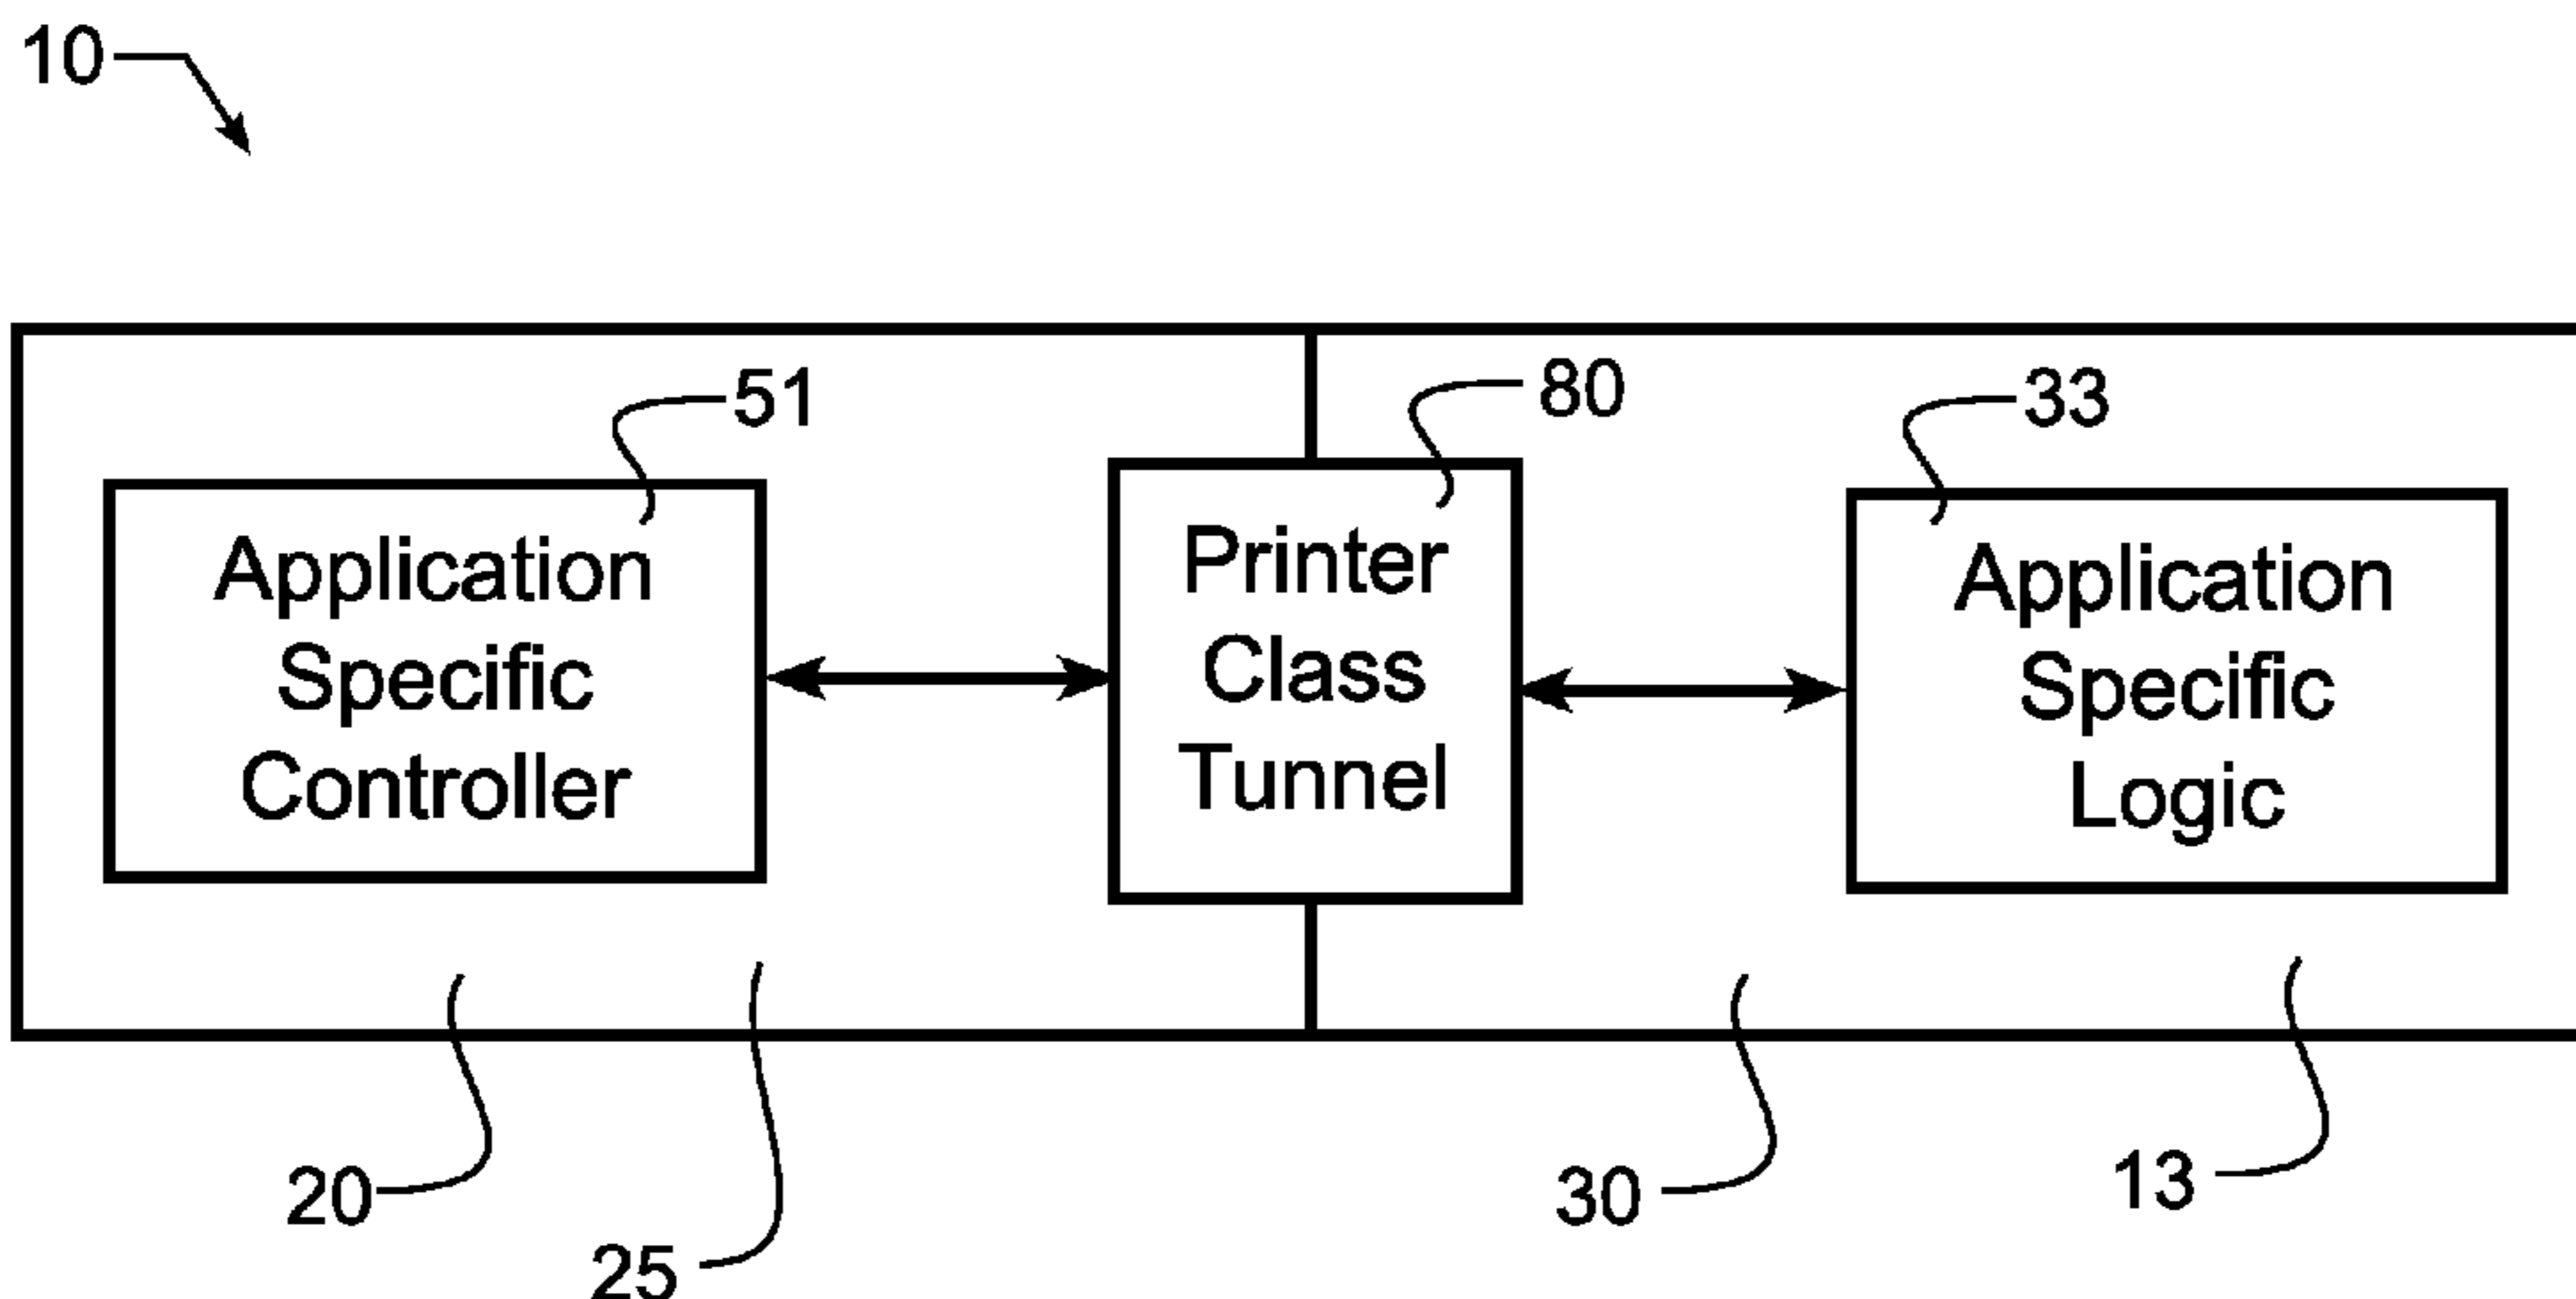 10
51
80
33
Application
Specific
Controller
Printer
Class
Tunnel
Application
Specific
Logic
20
25
30
13